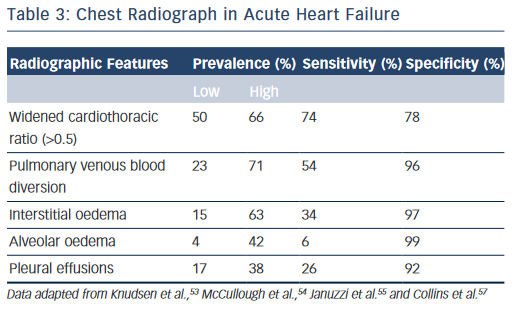 Table 3: Chest Radiograph in Acute Heart Failure
Radiographic Features Prevalence (%) Sensitivity (%) Specificity (%)
Low High
Widened cardiothoracic 50 66 74 78
ratio (>0.5)
Pulmonary venous blood 23 71 54 96
diversion
Interstitial oedema 15 63 34 97
Alveolar oedema 4 42 6 99
Pleural effusions 17 38 26 92
Data adapted from Knudsen et al.,53 McCullough et al.,54 Januzzi et al.55 and Collins et al.57